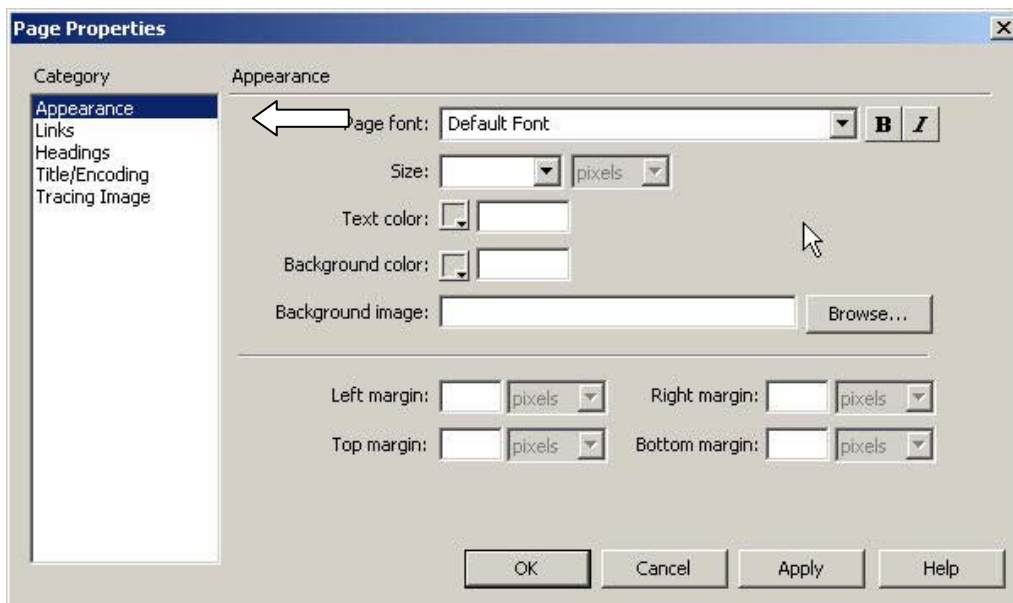 Page Properties
Category
Appearance
Links
Headings
Title/Encoding
Tracing Image
Appearance
Page font: Default Font B I
Size: pixels
Text color:
Background color:
Background image: Browse...
Left margin: pixels Right margin: pixels
Top margin: pixels Bottom margin: pixels
OK Cancel Apply Help